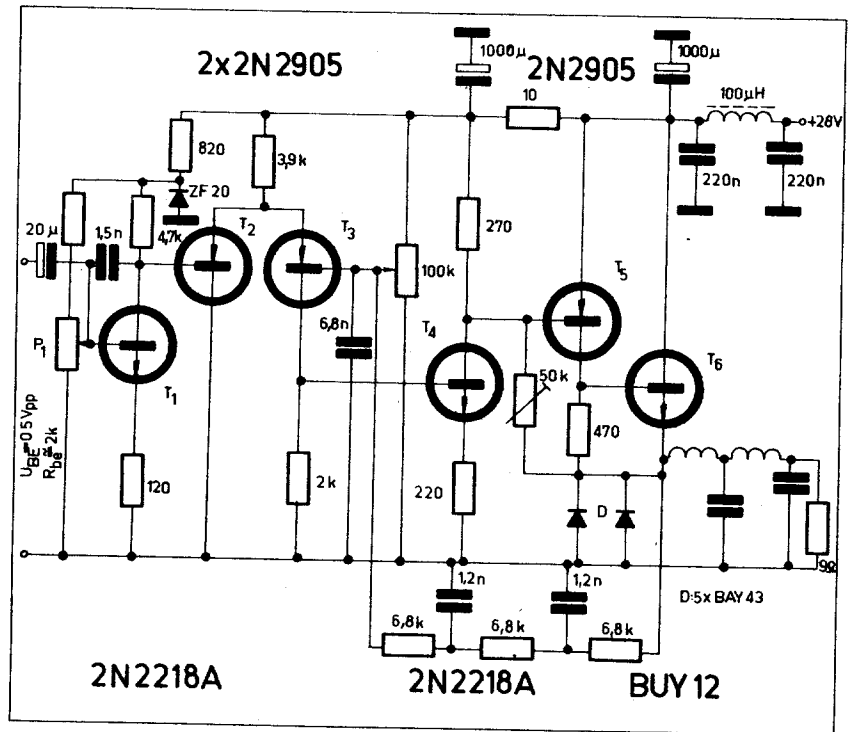 1000µ
1000µ
2x2N2905
2N2905
100µH
10
+28V
820
3,9k
220n
220n
ZF 20
20µ
1,5n
4,7k
T2
T3
270
100k
T5
6,8n
T4
P1
T1
50k
T6
UBE=0,5Vpp
Rbe≅2k
470
120
2k
220
D
9Ω
1,2n
1,2n
D:5x BAY 43
6,8k
6,8k
6,8k
2N2218A
2N2218A
BUY 12